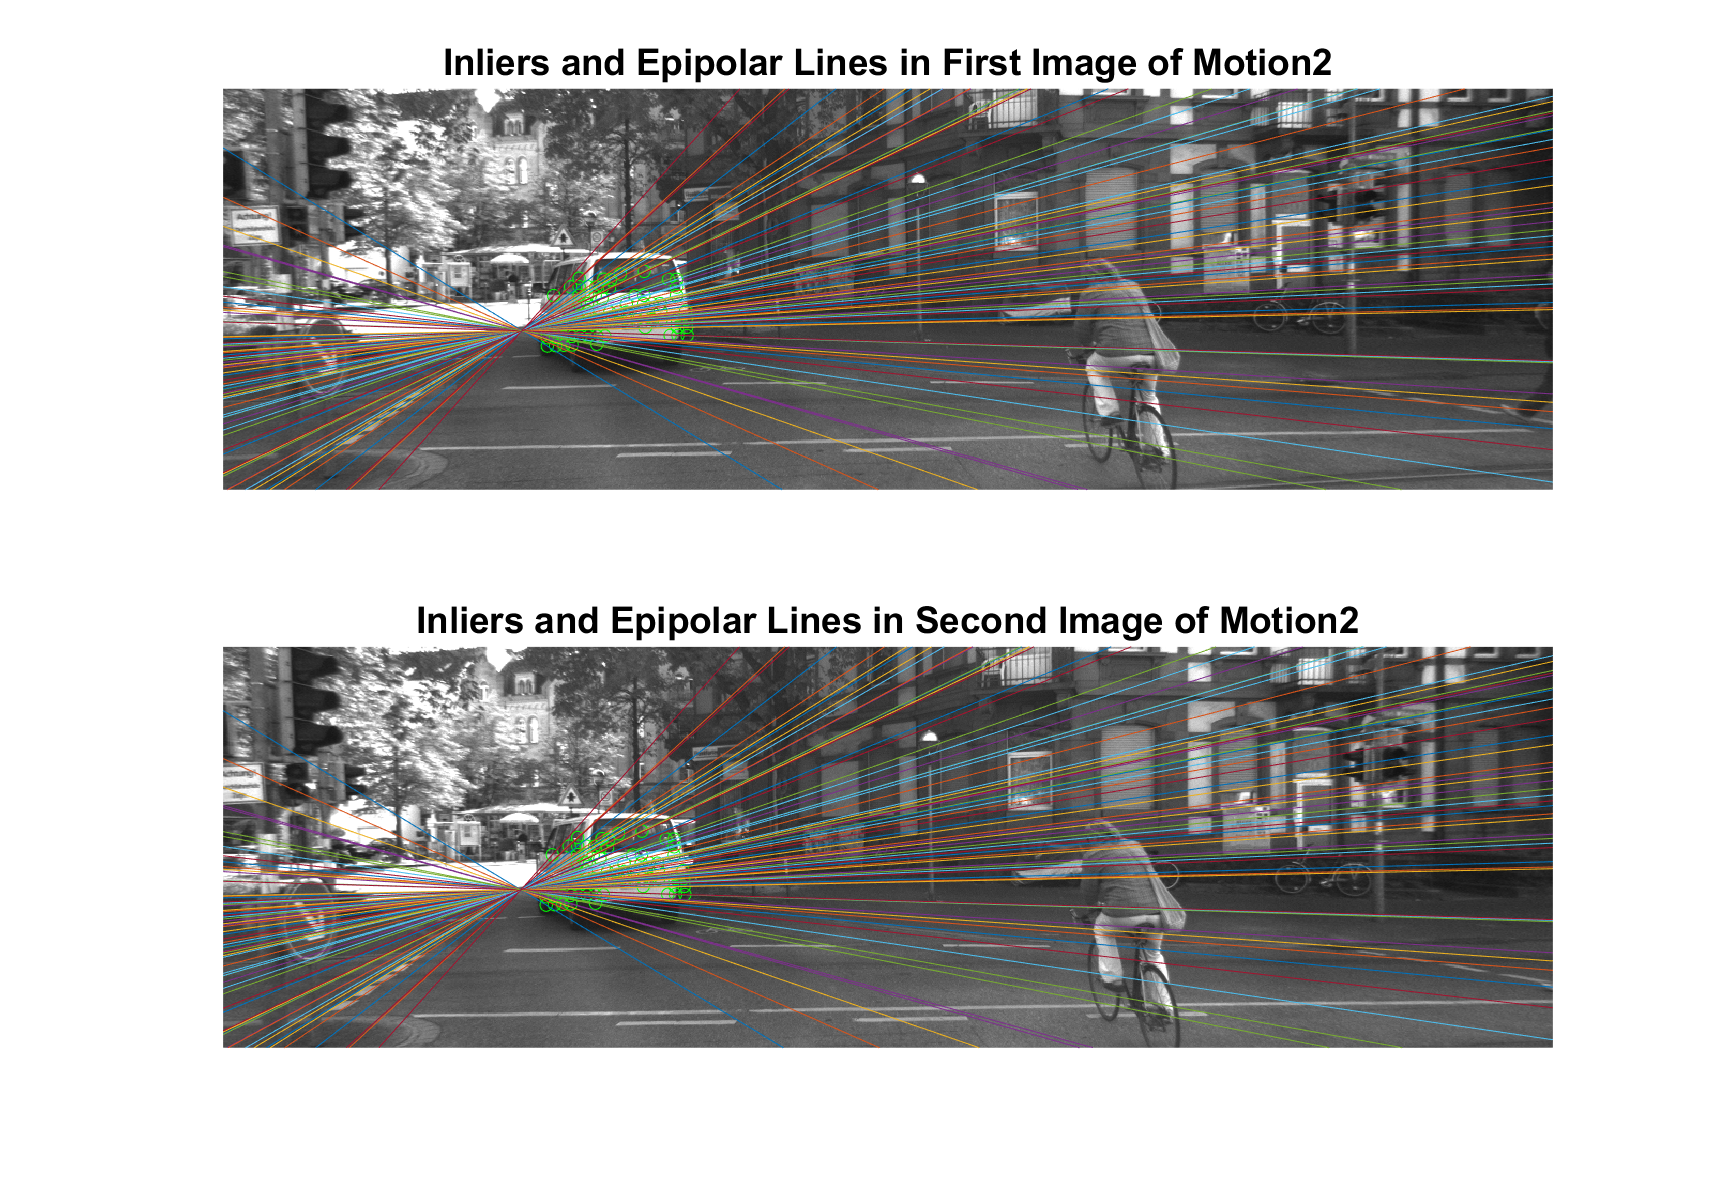 Inliers and Epipolar Lines in First Image of Motion2
Inliers and Epipolar Lines in Second Image of Motion2